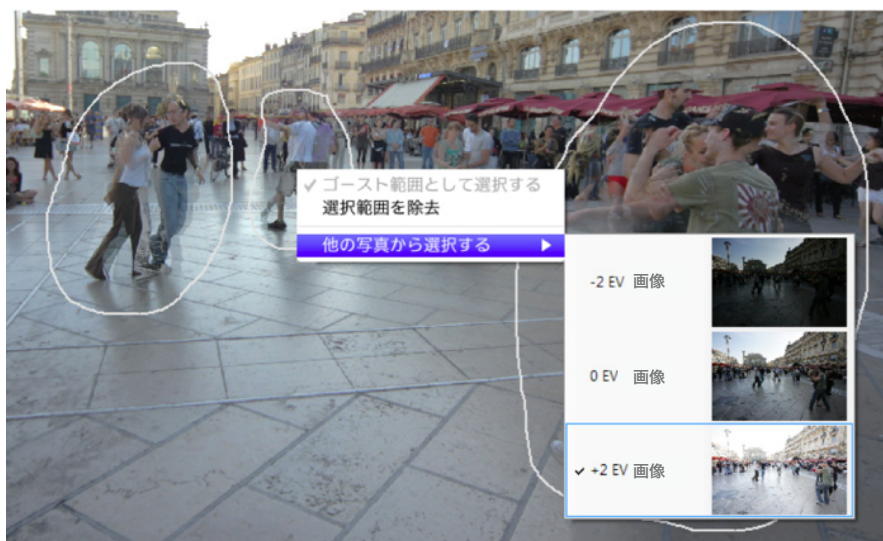 ✓ ゴースト範囲として選択する
選択範囲を除去
他の写真から選択する ▶
-2 EV 画像
0 EV 画像
✓ +2 EV 画像